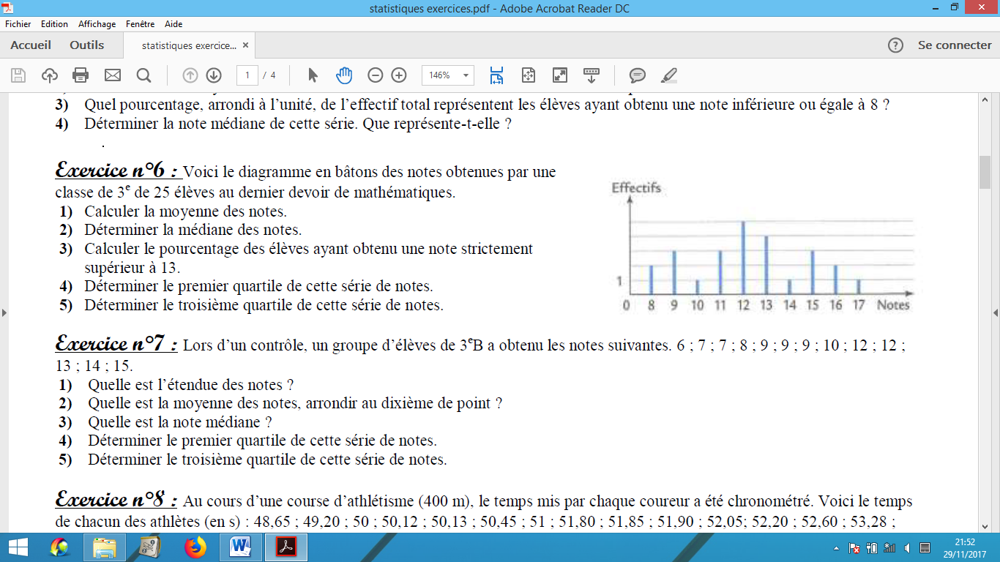 statistiques exercices.pdf - Adobe Acrobat Reader DC
Fichier Edition Affichage Fenêtre Aide
Accueil Outils statistiques exercice... × ? Se connecter
1 / 4 146%
3) Quel pourcentage, arrondi à l’unité, de l’effectif total représentent les élèves ayant obtenu une note inférieure ou égale à 8 ?
4) Déterminer la note médiane de cette série. Que représente-t-elle ?
.
Exercice n°6 : Voici le diagramme en bâtons des notes obtenues par une
classe de 3e de 25 élèves au dernier devoir de mathématiques.
1) Calculer la moyenne des notes.
2) Déterminer la médiane des notes.
3) Calculer le pourcentage des élèves ayant obtenu une note strictement
supérieur à 13.
4) Déterminer le premier quartile de cette série de notes.
5) Déterminer le troisième quartile de cette série de notes.
Effectifs
1
0 8 9 10 11 12 13 14 15 16 17 Notes
Exercice n°7 : Lors d’un contrôle, un groupe d’élèves de 3eB a obtenu les notes suivantes. 6 ; 7 ; 7 ; 8 ; 9 ; 9 ; 9 ; 10 ; 12 ; 12 ;
13 ; 14 ; 15.
1) Quelle est l’étendue des notes ?
2) Quelle est la moyenne des notes, arrondir au dixième de point ?
3) Quelle est la note médiane ?
4) Déterminer le premier quartile de cette série de notes.
5) Déterminer le troisième quartile de cette série de notes.
Exercice n°8 : Au cours d’une course d’athlétisme (400 m), le temps mis par chaque coureur a été chronométré. Voici le temps
de chacun des athlètes (en s) : 48,65 ; 49,20 ; 50 ; 50,12 ; 50,13 ; 50,45 ; 51 ; 51,80 ; 51,85 ; 51,90 ; 52,05; 52,20 ; 52,60 ; 53,28 ;
21:52
29/11/2017